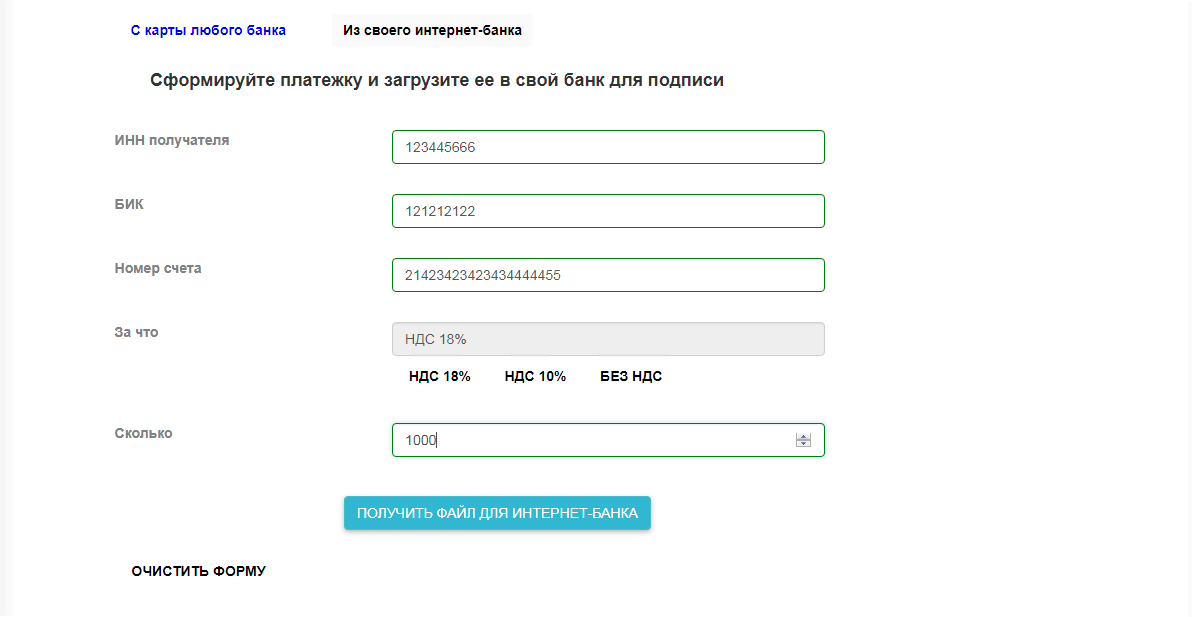 С карты любого банка
Из своего интернет-банка
Сформируйте платежку и загрузите ее в свой банк для подписи
ИНН получателя
123445666
БИК
121212122
Номер счета
21423423423434444455
За что
НДС 18%
НДС 18% НДС 10% БЕЗ НДС
Сколько
1000
ПОЛУЧИТЬ ФАЙЛ ДЛЯ ИНТЕРНЕТ-БАНКА
ОЧИСТИТЬ ФОРМУ